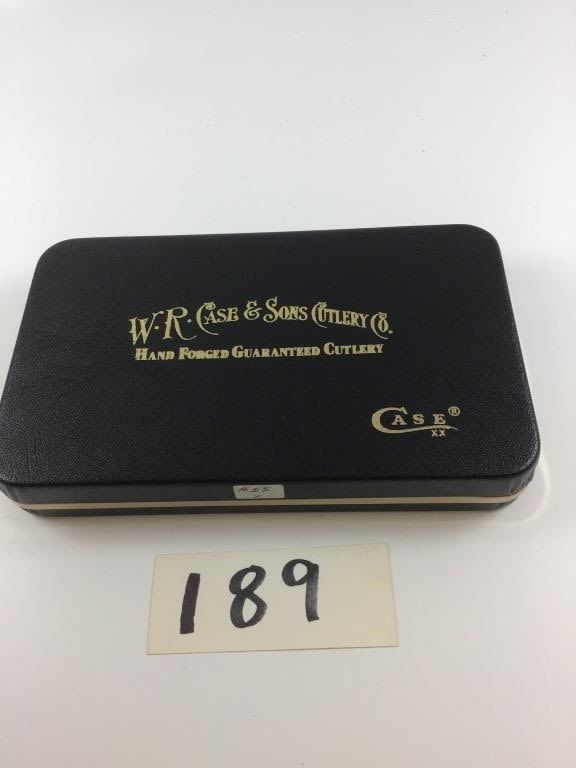 W.R. CASE & SONS CUTLERY CO.
HAND FORGED GUARANTEED CUTLERY
CASE®
XX
189